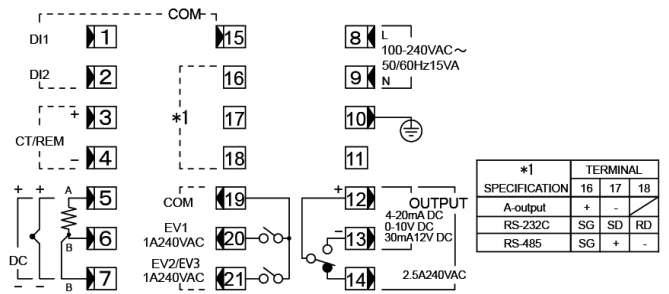 COM
DI1
1
15
8
L
100-240VAC~
50/60Hz15VA
DI2
2
16
9
N
+
3
*1
17
10
CT/REM
-
4
18
11
+ +
A
5
COM
19
+
12
OUTPUT
4-20mA DC
0-10V DC
30mA12V DC
B
6
EV1
1A240VAC
20
-
13
DC
- -
B
7
EV2/EV3
1A240VAC
21
14
2.5A240VAC
*1 TERMINAL
SPECIFICATION 16 17 18
A-output + -
RS-232C SG SD RD
RS-485 SG + -